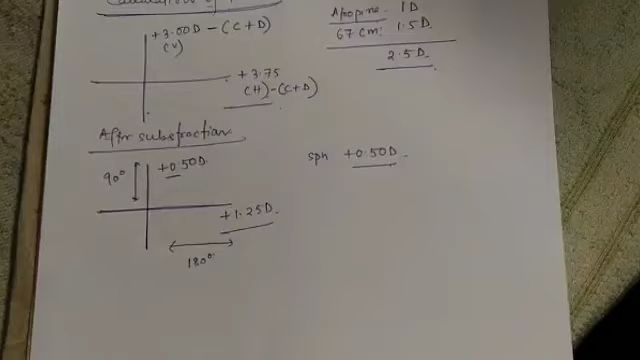 +3.00D - (C+D)
(V)
+3.75
(H)-(C+D)
Atropine 1D
67 cm: 1.5D
2.5D.
After substraction
90° +0.50D
+1.25D.
180°
sph +0.50D.